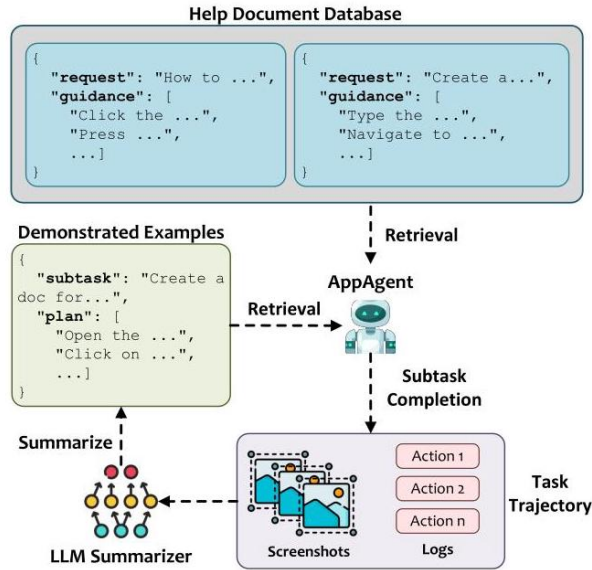 Help Document Database
{
"request": "How to ...",
"guidance": [
"Click the ...",
"Press ...",
...]
}
{
"request": "Create a...",
"guidance": [
"Type the ...",
"Navigate to ...",
...]
}
Retrieval
Demonstrated Examples
{
"subtask": "Create a
doc for...",
"plan": [
"Open the ...",
"Click on ...",
...]
}
Retrieval
AppAgent
Subtask
Completion
Summarize
LLM Summarizer
Screenshots
Action 1
Action 2
Action n
Logs
Task
Trajectory